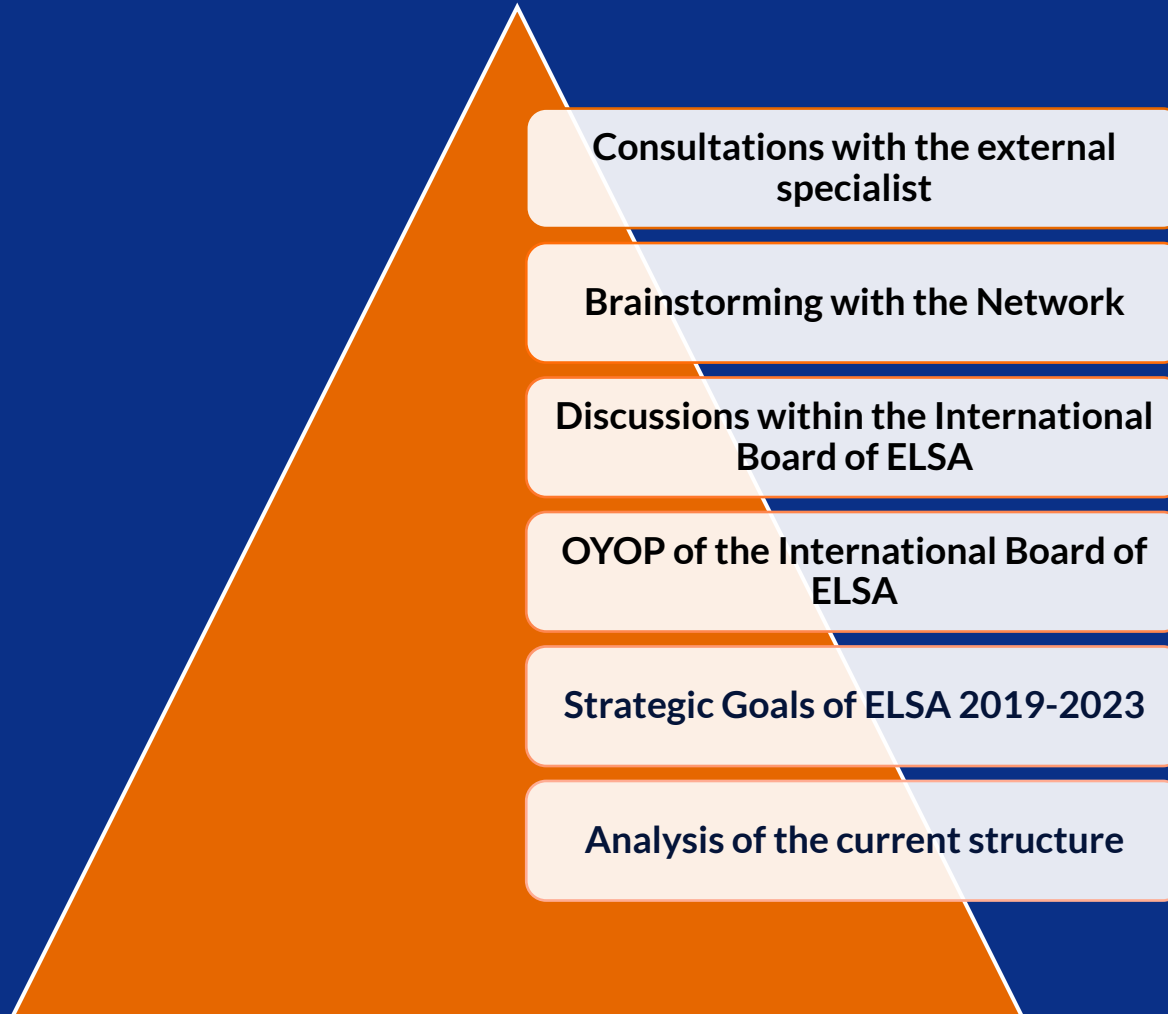 Consultations with the external
specialist
Brainstorming with the Network
Discussions within the International
Board of ELSA
OYOP of the International Board of
ELSA
Strategic Goals of ELSA 2019-2023
Analysis of the current structure